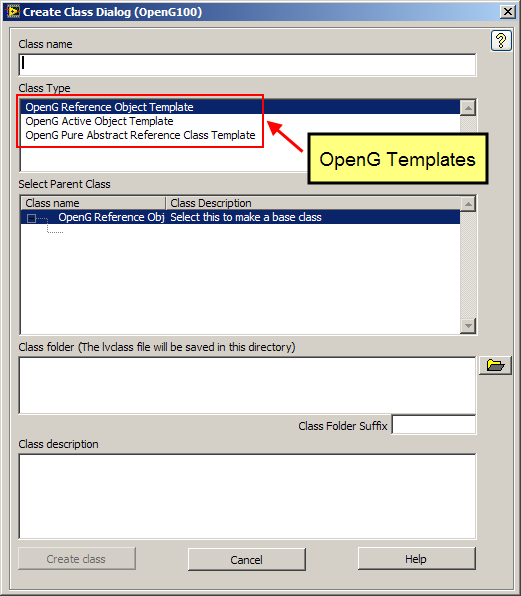 Create Class Dialog (OpenG100)
Class name
?
Class Type
OpenG Reference Object Template
OpenG Active Object Template
OpenG Pure Abstract Reference Class Template
OpenG Templates
Select Parent Class
Class name Class Description
OpenG Reference Obj Select this to make a base class
Class folder (The lvclass file will be saved in this directory)
Class Folder Suffix
Class description
Create class Cancel Help